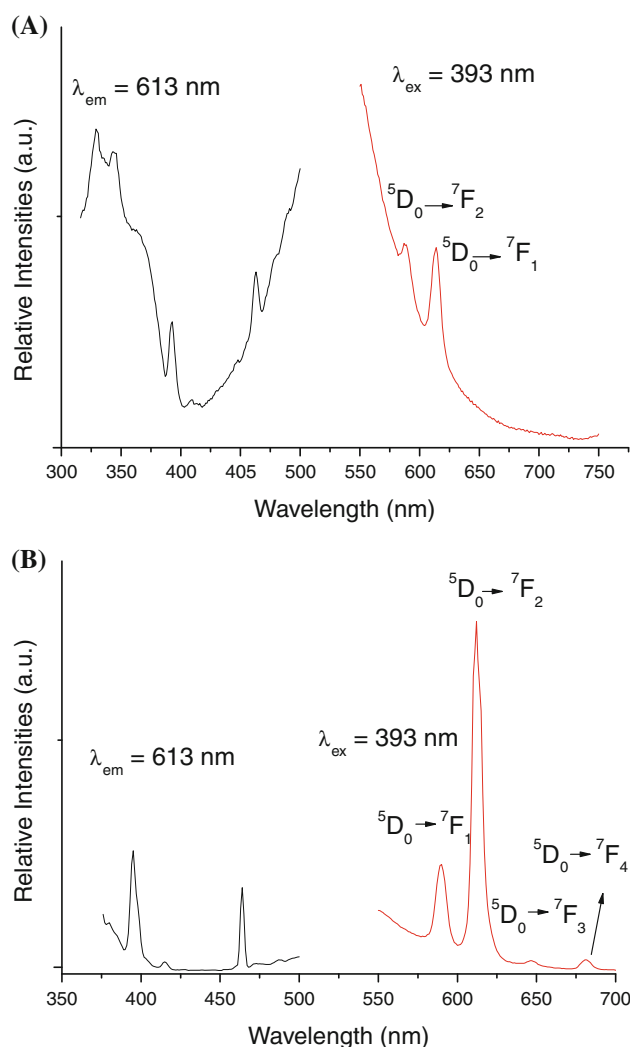 (A)
λem = 613 nm
λex = 393 nm
⁵D₀→⁷F₂
⁵D₀→⁷F₁
Relative Intensities (a.u.)
300 350 400 405 500 550 600 650 700 750
Wavelength (nm)
(B)
⁵D₀→⁷F₂
λem = 613 nm
λex = 393 nm
⁵D₀→⁷F₁
⁵D₀→⁷F₄
⁵D₀→⁷F₃
Relative Intensities (a.u.)
350 400 450 500 550 600 650 700
Wavelength (nm)